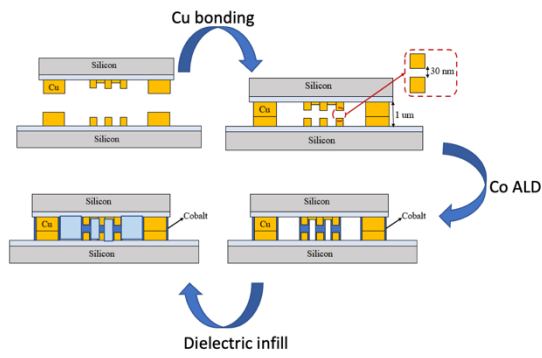 Cu bonding
Silicon
Cu
Silicon
Silicon
Cu
1 um
Silicon
30 nm
Co ALD
Silicon
Cu
Cobalt
Silicon
Silicon
Cu
Cobalt
Silicon
Dielectric infill